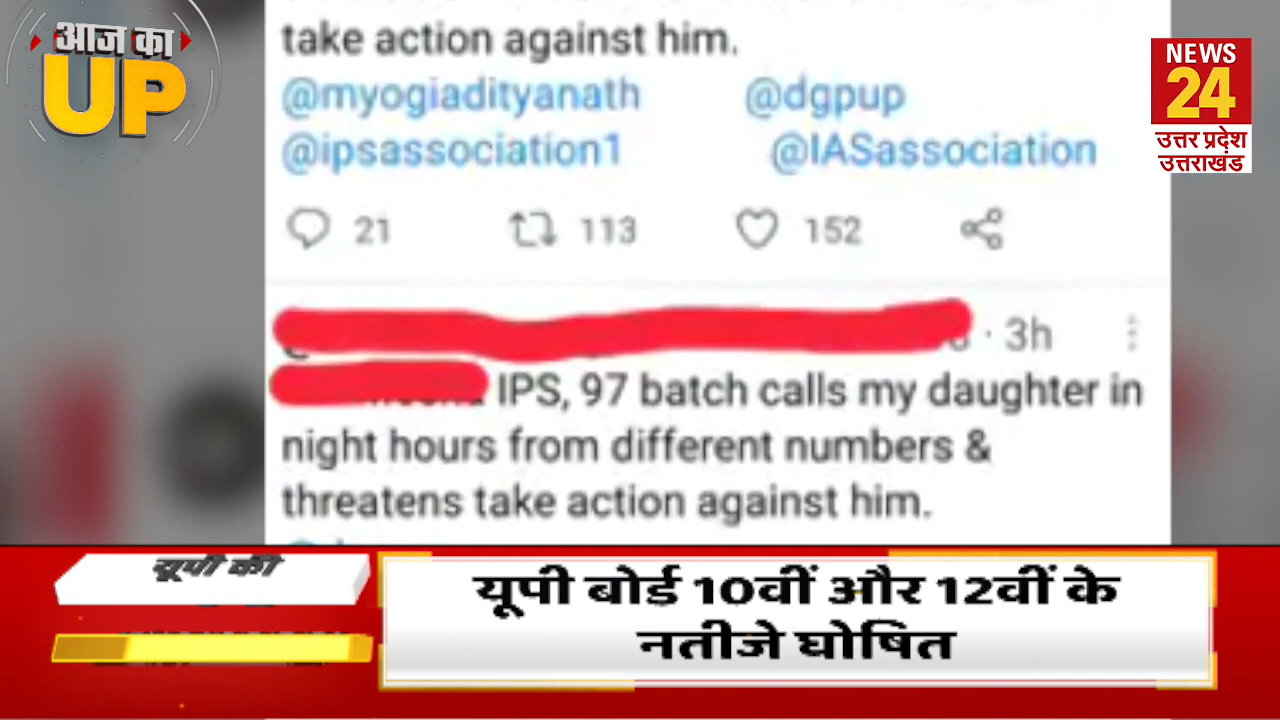 आज का
UP
NEWS
24
उत्तर प्रदेश
उत्तराखंड
take action against him.
@myogiadityanath @dgpup
@ipsassociation1 @IASassociation
21 113 152
· 3h
IPS, 97 batch calls my daughter in
night hours from different numbers &
threatens take action against him.
यूपी की
यूपी बोर्ड 10वीं और 12वीं के
नतीजे घोषित